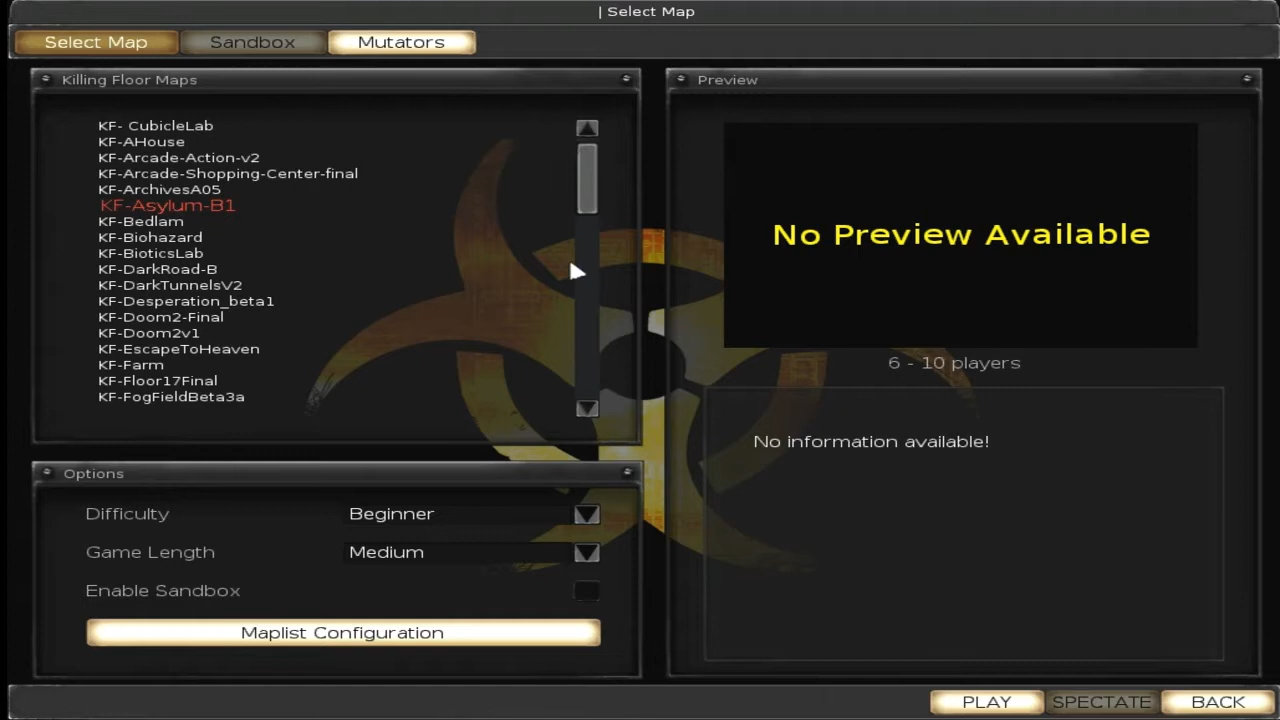 | Select Map
Select Map
Sandbox
Mutators
Killing Floor Maps
KF- CubicleLab
KF-AHouse
KF-Arcade-Action-v2
KF-Arcade-Shopping-Center-final
KF-ArchivesA05
KF-Asylum-B1
KF-Bedlam
KF-Biohazard
KF-BioticsLab
KF-DarkRoad-B
KF-DarkTunnelsV2
KF-Desperation_beta1
KF-Doom2-Final
KF-Doom2v1
KF-EscapeToHeaven
KF-Farm
KF-Floor17Final
KF-FogFieldBeta3a
Preview
No Preview Available
6 - 10 players
No information available!
Options
Difficulty
Beginner
Game Length
Medium
Enable Sandbox
Maplist Configuration
PLAY
SPECTATE
BACK